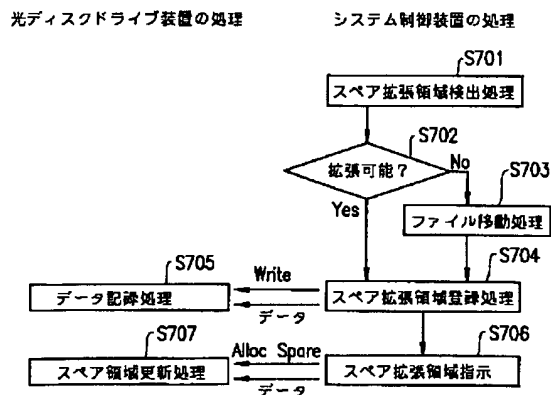 光ディスクドライブ装置の処理
システム制御装置の処理
S701
スペア拡張領域検出処理
S702
拡張可能？
No
S703
Yes
ファイル移動処理
S704
S705
Write
データ記録処理
スペア拡張領域登録処理
データ
S707
S706
Alloc Spare
スペア領域更新処理
スペア拡張領域指示
データ